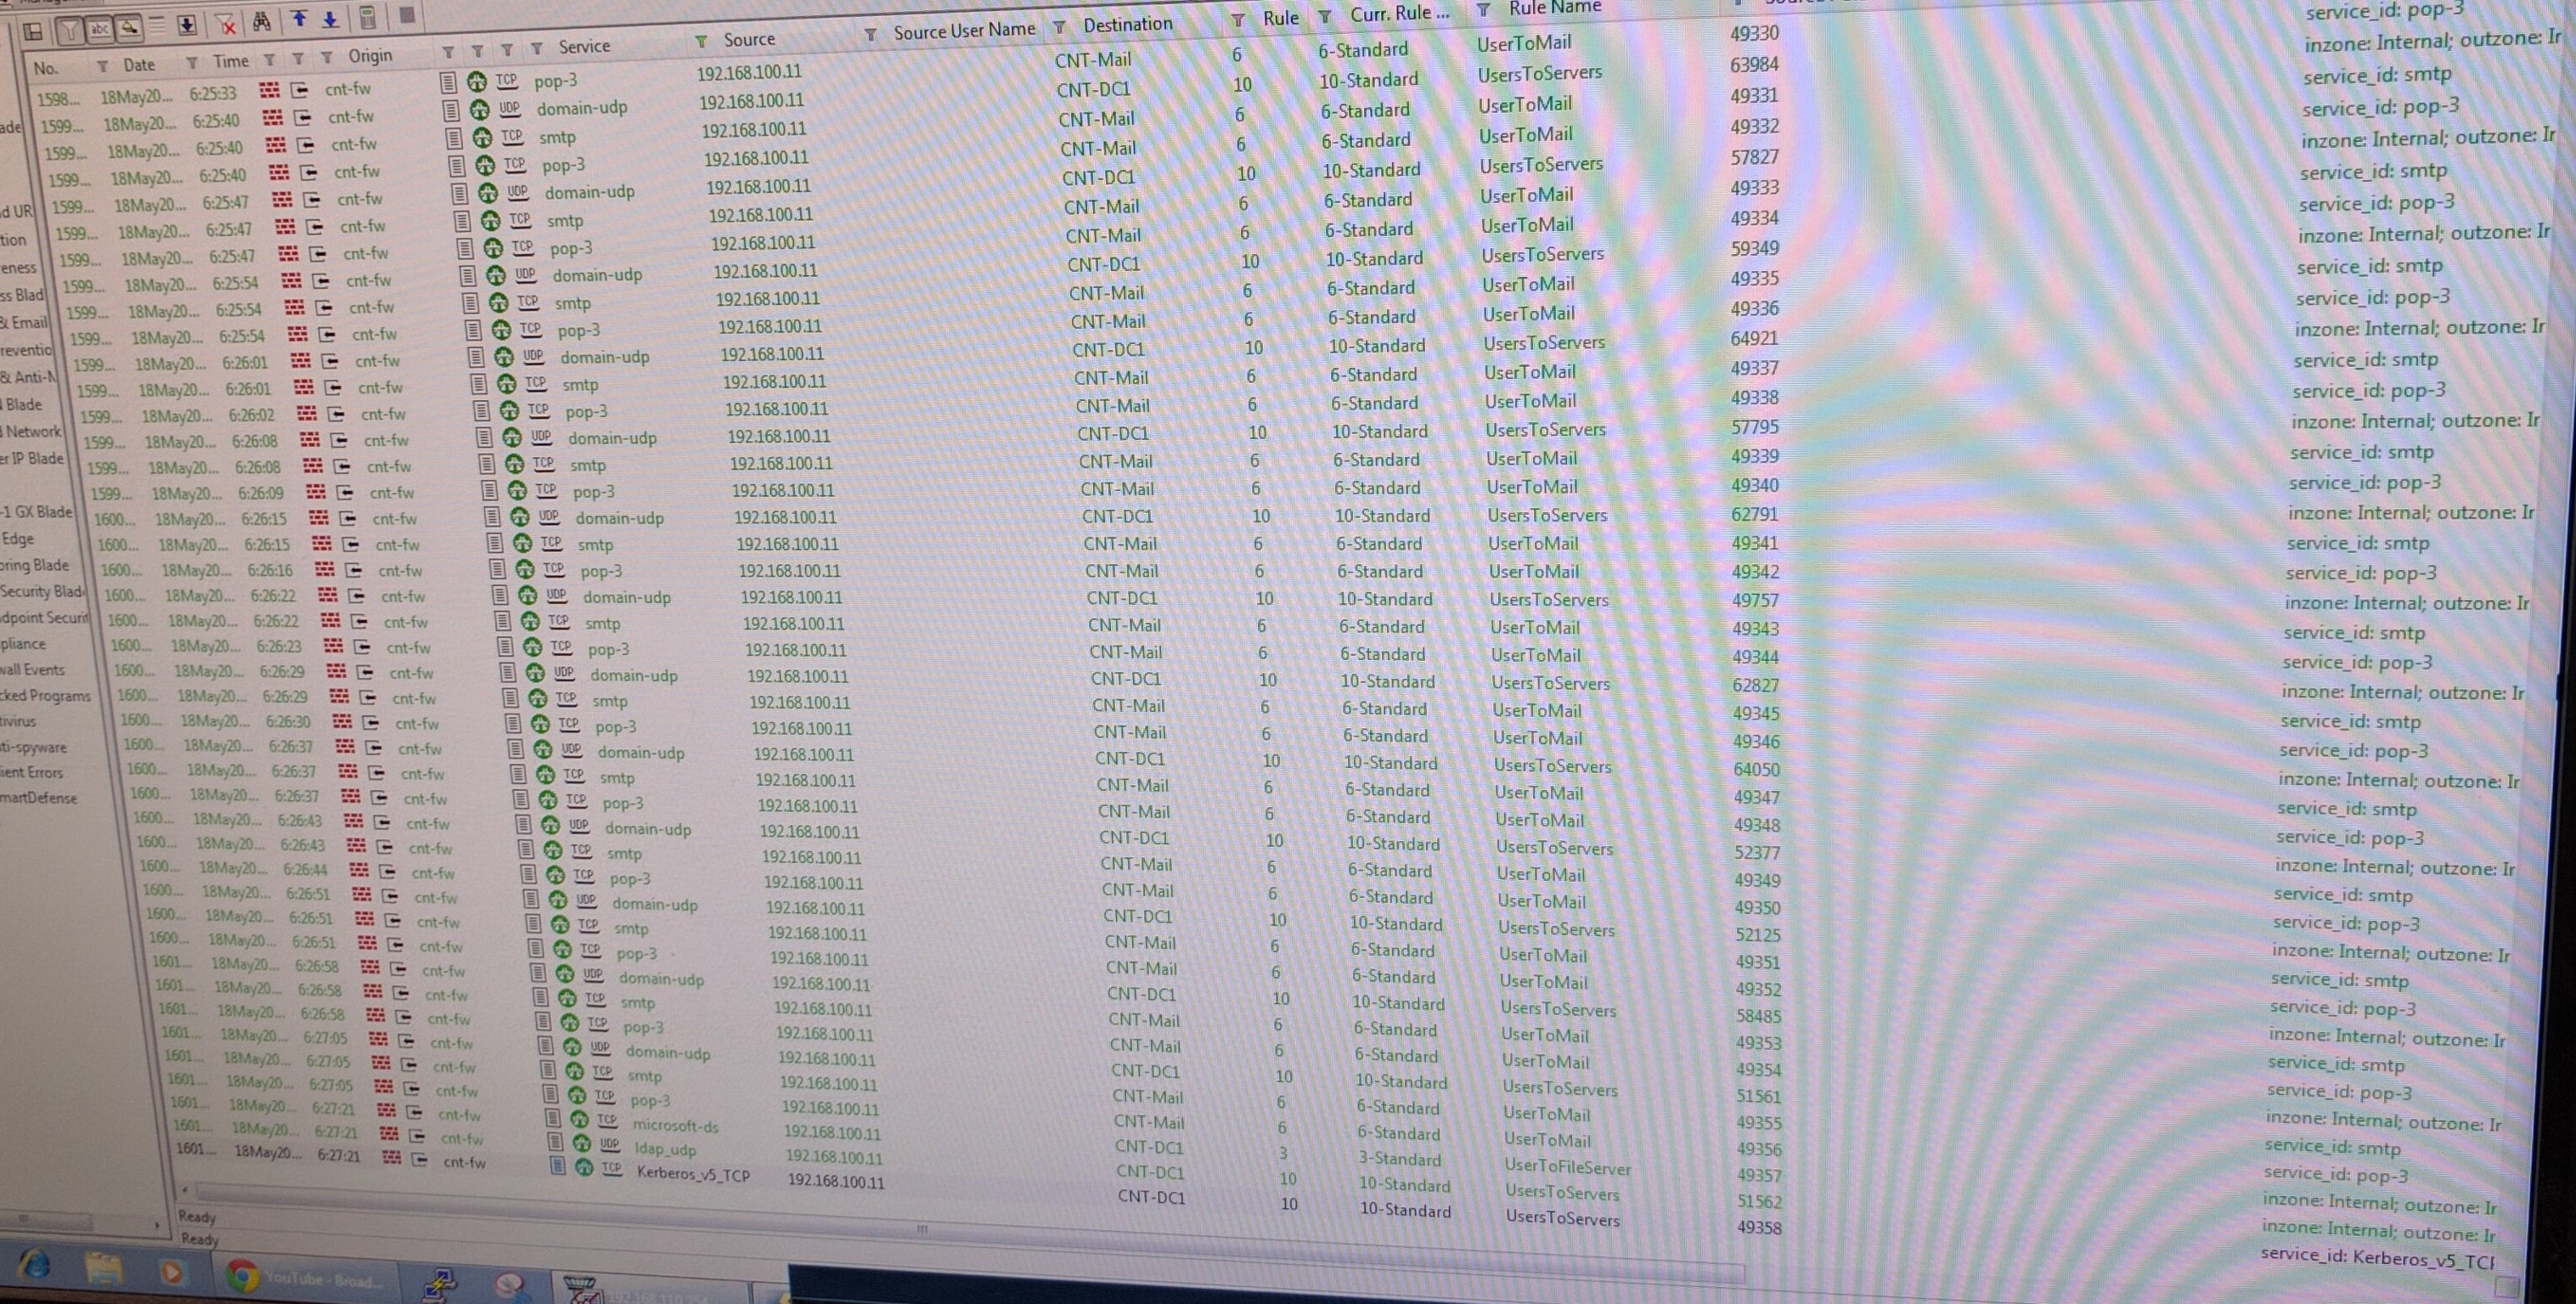 No. Date Time Origin Service Source Source User Name Destination Rule Curr. Rule ... Rule Name
1598... 18May20... 6:25:33 cnt-fw TCP pop-3 192.168.100.11 CNT-Mail 6 6-Standard UserToMail 49330 service_id: pop-3
1599... 18May20... 6:25:40 cnt-fw UDP domain-udp 192.168.100.11 CNT-DC1 10 10-Standard UsersToServers 63984 inzone: Internal; outzone: Ir
1599... 18May20... 6:25:40 cnt-fw TCP smtp 192.168.100.11 CNT-Mail 6 6-Standard UserToMail 49331 service_id: smtp
1599... 18May20... 6:25:40 cnt-fw TCP pop-3 192.168.100.11 CNT-Mail 6 6-Standard UserToMail 49332 service_id: pop-3
1599... 18May20... 6:25:47 cnt-fw UDP domain-udp 192.168.100.11 CNT-DC1 10 10-Standard UsersToServers 57827 inzone: Internal; outzone: Ir
1599... 18May20... 6:25:47 cnt-fw TCP smtp 192.168.100.11 CNT-Mail 6 6-Standard UserToMail 49333 service_id: smtp
1599... 18May20... 6:25:47 cnt-fw TCP pop-3 192.168.100.11 CNT-Mail 6 6-Standard UserToMail 49334 service_id: pop-3
1599... 18May20... 6:25:54 cnt-fw UDP domain-udp 192.168.100.11 CNT-DC1 10 10-Standard UsersToServers 59349 inzone: Internal; outzone: Ir
1599... 18May20... 6:25:54 cnt-fw TCP smtp 192.168.100.11 CNT-Mail 6 6-Standard UserToMail 49335 service_id: smtp
1599... 18May20... 6:25:54 cnt-fw TCP pop-3 192.168.100.11 CNT-Mail 6 6-Standard UserToMail 49336 service_id: pop-3
1599... 18May20... 6:26:01 cnt-fw UDP domain-udp 192.168.100.11 CNT-DC1 10 10-Standard UsersToServers 64921 inzone: Internal; outzone: Ir
1599... 18May20... 6:26:01 cnt-fw TCP smtp 192.168.100.11 CNT-Mail 6 6-Standard UserToMail 49337 service_id: smtp
1599... 18May20... 6:26:02 cnt-fw TCP pop-3 192.168.100.11 CNT-Mail 6 6-Standard UserToMail 49338 service_id: pop-3
1599... 18May20... 6:26:08 cnt-fw UDP domain-udp 192.168.100.11 CNT-DC1 10 10-Standard UsersToServers 57795 inzone: Internal; outzone: Ir
1599... 18May20... 6:26:08 cnt-fw TCP smtp 192.168.100.11 CNT-Mail 6 6-Standard UserToMail 49339 service_id: smtp
1599... 18May20... 6:26:09 cnt-fw TCP pop-3 192.168.100.11 CNT-Mail 6 6-Standard UserToMail 49340 service_id: pop-3
1600... 18May20... 6:26:15 cnt-fw UDP domain-udp 192.168.100.11 CNT-DC1 10 10-Standard UsersToServers 62791 inzone: Internal; outzone: Ir
1600... 18May20... 6:26:15 cnt-fw TCP smtp 192.168.100.11 CNT-Mail 6 6-Standard UserToMail 49341 service_id: smtp
1600... 18May20... 6:26:16 cnt-fw TCP pop-3 192.168.100.11 CNT-Mail 6 6-Standard UserToMail 49342 service_id: pop-3
1600... 18May20... 6:26:22 cnt-fw UDP domain-udp 192.168.100.11 CNT-DC1 10 10-Standard UsersToServers 49757 inzone: Internal; outzone: Ir
1600... 18May20... 6:26:22 cnt-fw TCP smtp 192.168.100.11 CNT-Mail 6 6-Standard UserToMail 49343 service_id: smtp
1600... 18May20... 6:26:23 cnt-fw TCP pop-3 192.168.100.11 CNT-Mail 6 6-Standard UserToMail 49344 service_id: pop-3
1600... 18May20... 6:26:29 cnt-fw UDP domain-udp 192.168.100.11 CNT-DC1 10 10-Standard UsersToServers 62827 inzone: Internal; outzone: Ir
1600... 18May20... 6:26:29 cnt-fw TCP smtp 192.168.100.11 CNT-Mail 6 6-Standard UserToMail 49345 service_id: smtp
1600... 18May20... 6:26:30 cnt-fw TCP pop-3 192.168.100.11 CNT-Mail 6 6-Standard UserToMail 49346 service_id: pop-3
1600... 18May20... 6:26:37 cnt-fw UDP domain-udp 192.168.100.11 CNT-DC1 10 10-Standard UsersToServers 64050 inzone: Internal; outzone: Ir
1600... 18May20... 6:26:37 cnt-fw TCP smtp 192.168.100.11 CNT-Mail 6 6-Standard UserToMail 49347 service_id: smtp
1600... 18May20... 6:26:37 cnt-fw TCP pop-3 192.168.100.11 CNT-Mail 6 6-Standard UserToMail 49348 service_id: pop-3
1600... 18May20... 6:26:43 cnt-fw UDP domain-udp 192.168.100.11 CNT-DC1 10 10-Standard UsersToServers 52377 inzone: Internal; outzone: Ir
1600... 18May20... 6:26:43 cnt-fw TCP smtp 192.168.100.11 CNT-Mail 6 6-Standard UserToMail 49349 service_id: smtp
1600... 18May20... 6:26:44 cnt-fw TCP pop-3 192.168.100.11 CNT-Mail 6 6-Standard UserToMail 49350 service_id: pop-3
1600... 18May20... 6:26:51 cnt-fw UDP domain-udp 192.168.100.11 CNT-DC1 10 10-Standard UsersToServers 52125 inzone: Internal; outzone: Ir
1600... 18May20... 6:26:51 cnt-fw TCP smtp 192.168.100.11 CNT-Mail 6 6-Standard UserToMail 49351 service_id: smtp
1600... 18May20... 6:26:51 cnt-fw TCP pop-3 192.168.100.11 CNT-Mail 6 6-Standard UserToMail 49352 service_id: pop-3
1601... 18May20... 6:26:58 cnt-fw UDP domain-udp 192.168.100.11 CNT-DC1 10 10-Standard UsersToServers 58485 inzone: Internal; outzone: Ir
1601... 18May20... 6:26:58 cnt-fw TCP smtp 192.168.100.11 CNT-Mail 6 6-Standard UserToMail 49353 service_id: smtp
1601... 18May20... 6:26:58 cnt-fw TCP pop-3 192.168.100.11 CNT-Mail 6 6-Standard UserToMail 49354 service_id: pop-3
1601... 18May20... 6:27:05 cnt-fw UDP domain-udp 192.168.100.11 CNT-DC1 10 10-Standard UsersToServers 51561 inzone: Internal; outzone: Ir
1601... 18May20... 6:27:05 cnt-fw TCP smtp 192.168.100.11 CNT-Mail 6 6-Standard UserToMail 49355 service_id: smtp
1601... 18May20... 6:27:05 cnt-fw TCP pop-3 192.168.100.11 CNT-Mail 6 6-Standard UserToMail 49356 service_id: pop-3
1601... 18May20... 6:27:21 cnt-fw TCP microsoft-ds 192.168.100.11 CNT-DC1 3 3-Standard UserToFileServer 49357 inzone: Internal; outzone: Ir
1601... 18May20... 6:27:21 cnt-fw UDP ldap_udp 192.168.100.11 CNT-DC1 10 10-Standard UsersToServers 51562 inzone: Internal; outzone: Ir
1601... 18May20... 6:27:21 cnt-fw TCP Kerberos_v5_TCP 192.168.100.11 CNT-DC1 10 10-Standard UsersToServers 49358 service_id: Kerberos_v5_TCI
ade
d UR
tion
eness
ss Blad
& Email
reventio
& Anti-M
Blade
Network
er IP Blade
-1 GX Blade
Edge
oring Blade
Security Blad
dpoint Securit
pliance
wall Events
cked Programs
tivirus
ti-spyware
ient Errors
martDefense
Ready
Ready
YouTube - Broad...